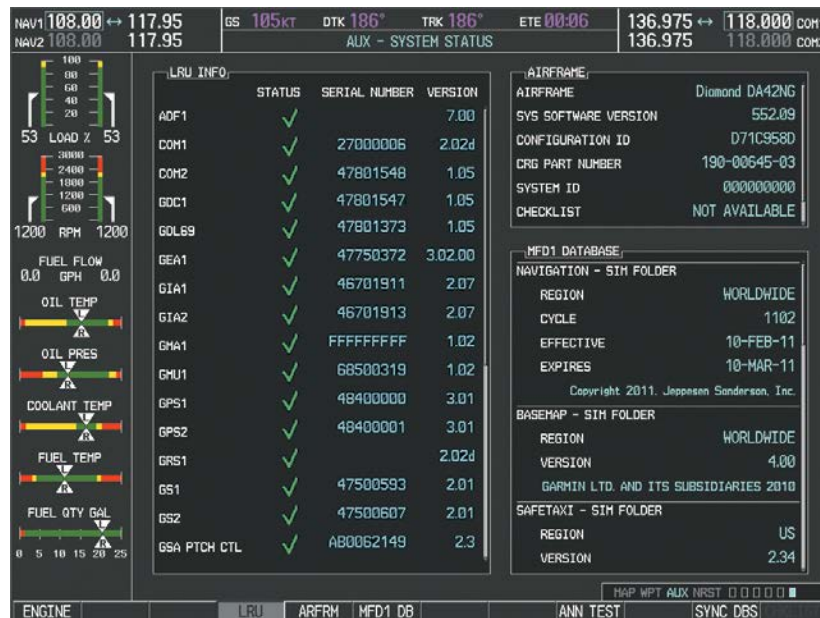 NAV1 108.00 ↔ 117.95
NAV2 108.00 117.95
GS 105KT DTK 186° TRK 186° ETE 00:06
AUX - SYSTEM STATUS
136.975 ↔ 118.000 COM1
136.975 118.000 COM2
100
80
60
40
20
53 LOAD % 53
3000
2400
1800
1200
600
1200 RPM 1200
FUEL FLOW
0.0 GPH 0.0
OIL TEMP
L
R
OIL PRES
L
R
COOLANT TEMP
L
R
FUEL TEMP
L
R
FUEL QTY GAL
L
R
0 5 10 15 20 25
LRU INFO
STATUS SERIAL NUMBER VERSION
ADF1 7.00
COM1 27000006 2.02d
COM2 47801548 1.05
GDC1 47801547 1.05
GDL69 47801373 1.05
GEA1 47750372 3.02.00
GIA1 46701911 2.07
GIA2 46701913 2.07
GMA1 FFFFFFFFF 1.02
GMU1 68500319 1.02
GPS1 48400000 3.01
GPS2 48400001 3.01
GRS1 2.02d
GS1 47500593 2.01
GS2 47500607 2.01
GSA PTCH CTL AB0062149 2.3
AIRFRAME
AIRFRAME Diamond DA42NG
SYS SOFTWARE VERSION 552.09
CONFIGURATION ID D71C958D
CRG PART NUMBER 190-00645-03
SYSTEM ID 000000000
CHECKLIST NOT AVAILABLE
MFD1 DATABASE
NAVIGATION - SIM FOLDER
REGION WORLDWIDE
CYCLE 1102
EFFECTIVE 10-FEB-11
EXPIRES 10-MAR-11
Copyright 2011. Jeppesen Sanderson, Inc.
BASEMAP - SIM FOLDER
REGION WORLDWIDE
VERSION 4.00
GARMIN LTD. AND ITS SUBSIDIARIES 2010
SAFETAXI - SIM FOLDER
REGION US
VERSION 2.34
MAP WPT AUX NRST
ENGINE LRU ARFRM MFD1 DB ANN TEST SYNC DBS